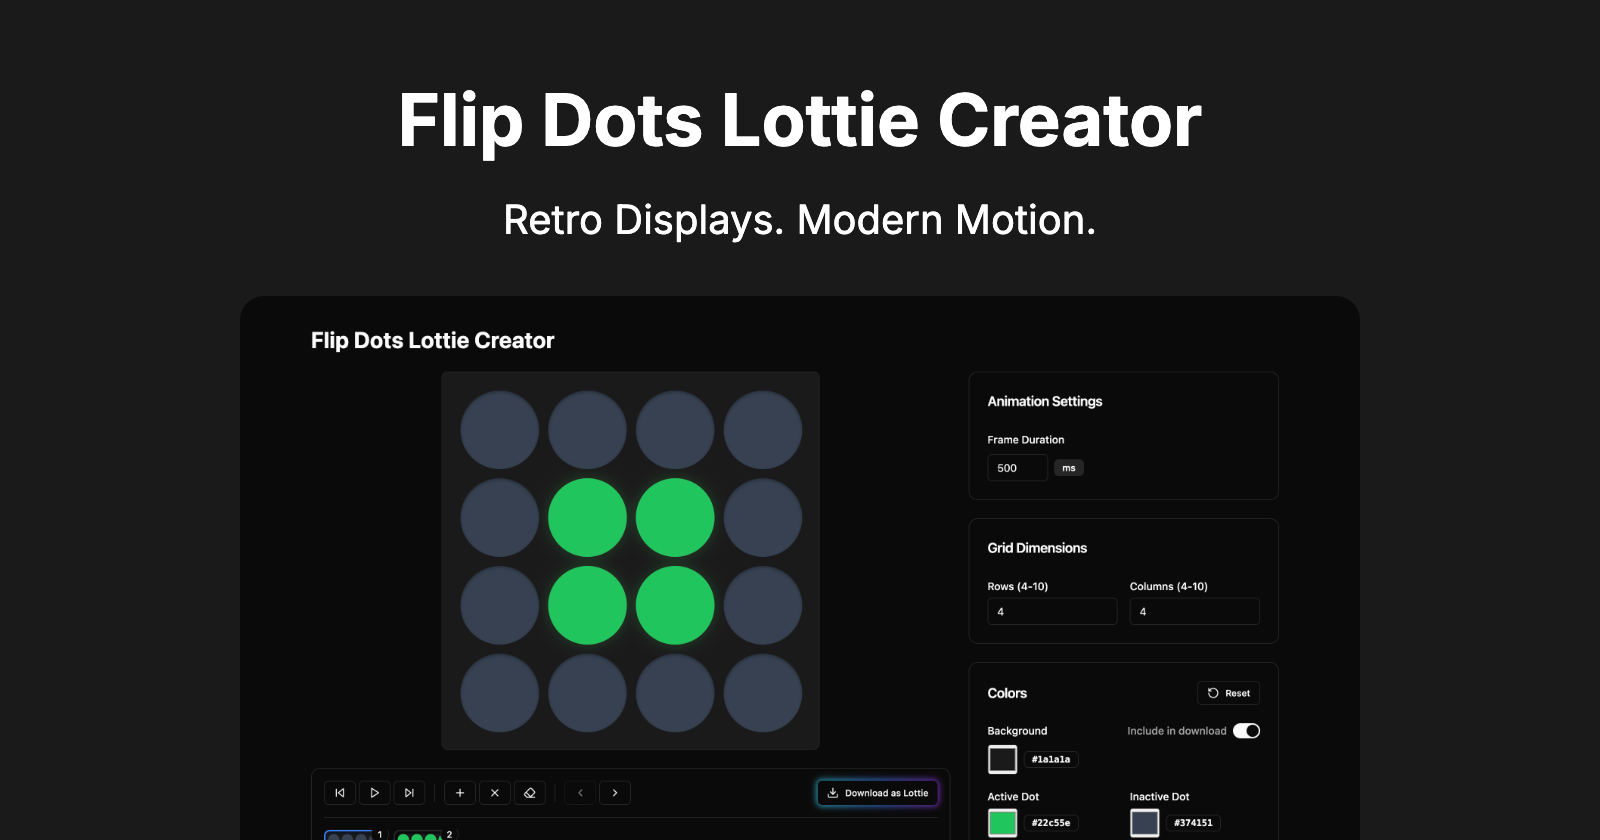 Flip Dots Lottie Creator
Retro Displays. Modern Motion.
Flip Dots Lottie Creator
Animation Settings
Frame Duration
500 ms
Grid Dimensions
Rows (4-10) Columns (4-10)
4 4
Colors Reset
Background Include in download
#1a1a1a
Active Dot Inactive Dot
#22c55e #374151
Download as Lottie
1 2